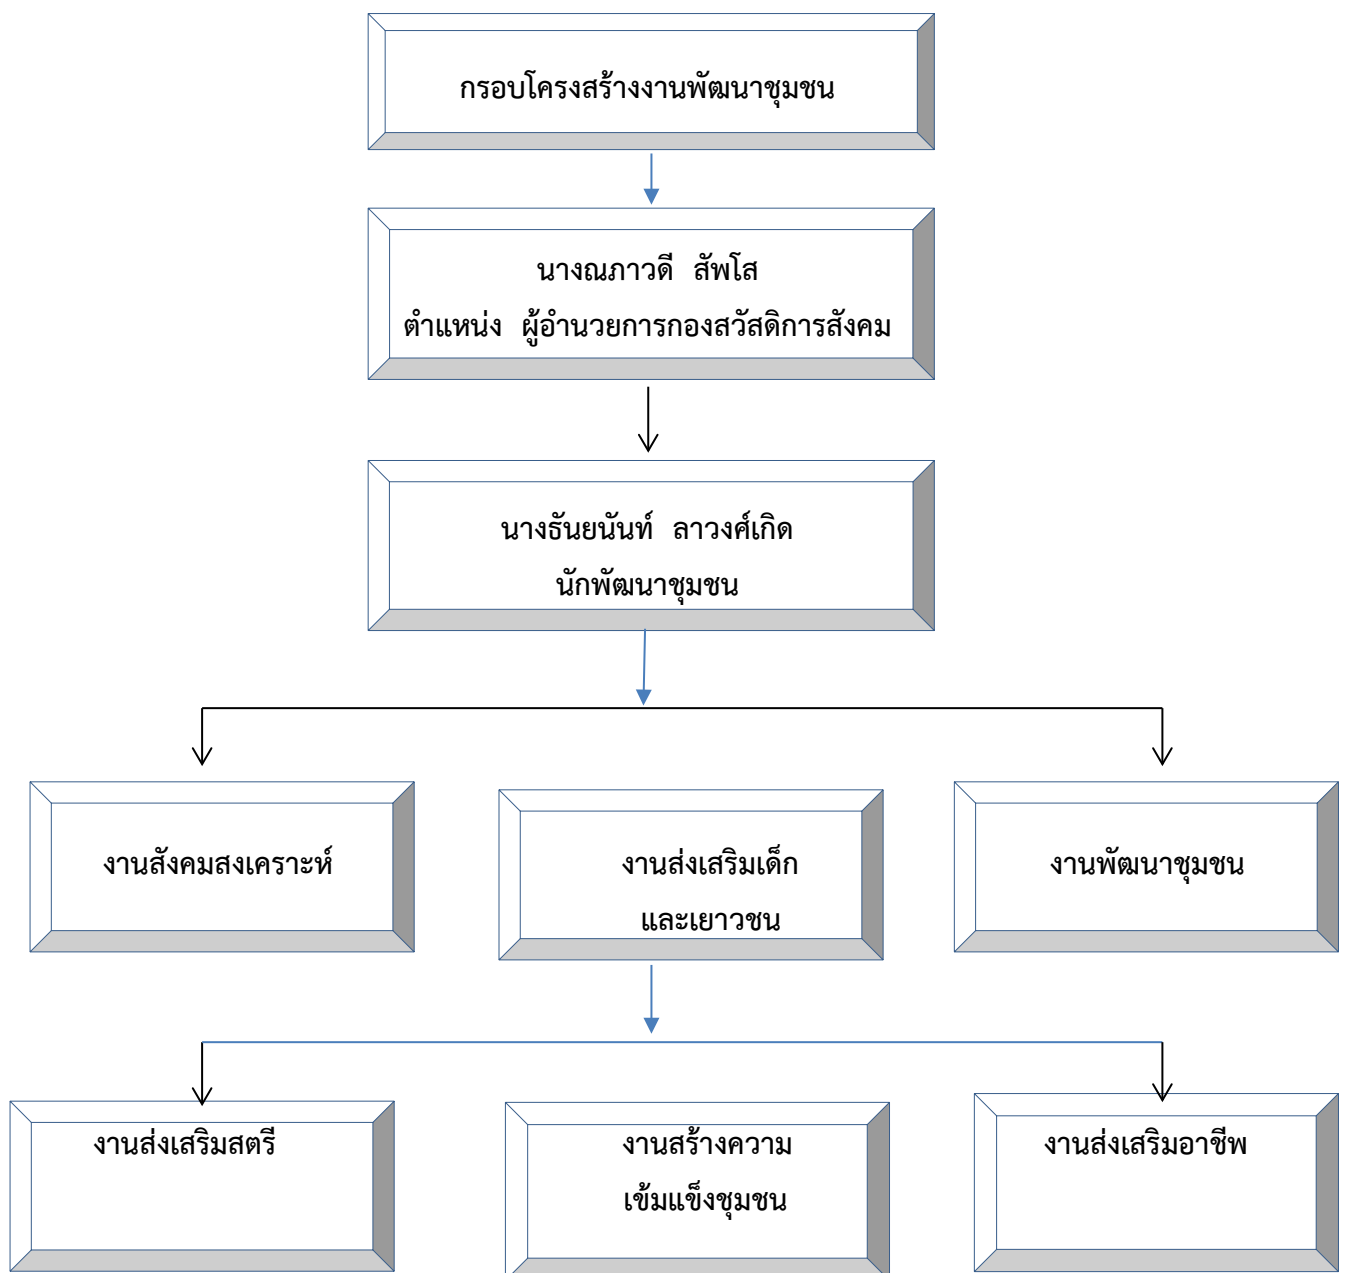 กรอบโครงสร้างงานพัฒนาชุมชน
นางณภาวดี สัพโส
ตำแหน่ง ผู้อำนวยการกองสวัสดิการสังคม
นางธันยนันท์ ลาวงศ์เกิด
นักพัฒนาชุมชน
งานสังคมสงเคราะห์
งานส่งเสริมเด็ก
และเยาวชน
งานพัฒนาชุมชน
งานส่งเสริมสตรี
งานสร้างความ
เข้มแข็งชุมชน
งานส่งเสริมอาชีพ